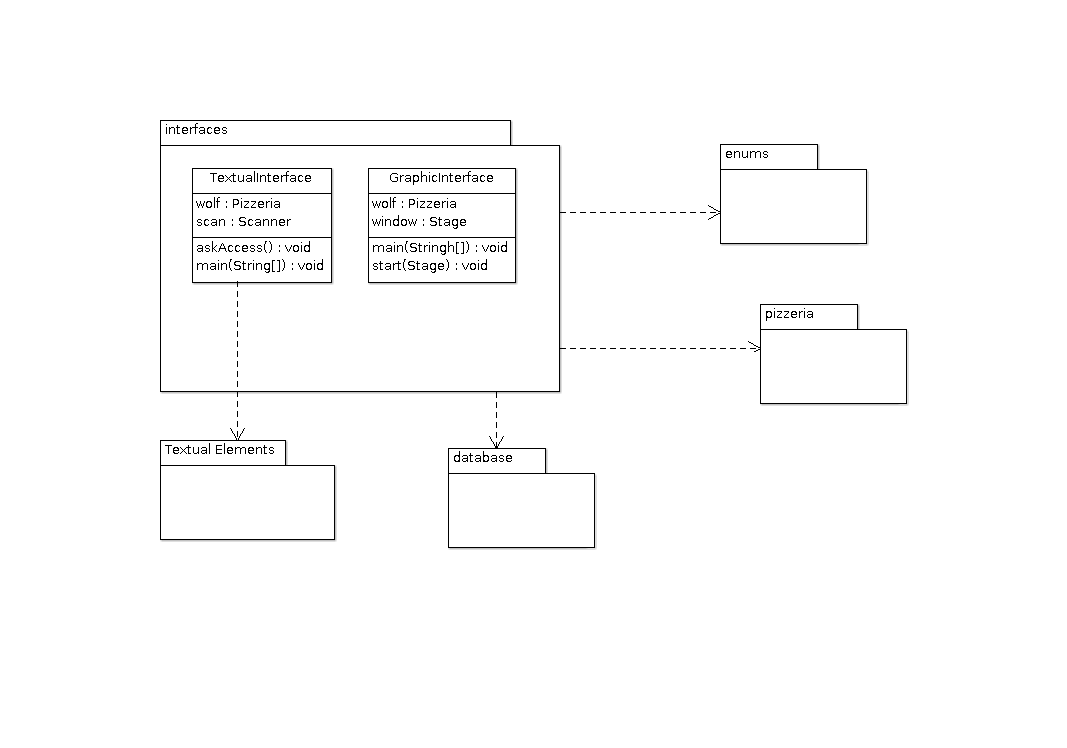 interfaces
TextualInterface
wolf : Pizzeria
scan : Scanner
askAccess() : void
main(String[]) : void
GraphicInterface
wolf : Pizzeria
window : Stage
main(Stringh[]) : void
start(Stage) : void
enums
pizzeria
Textual Elements
database